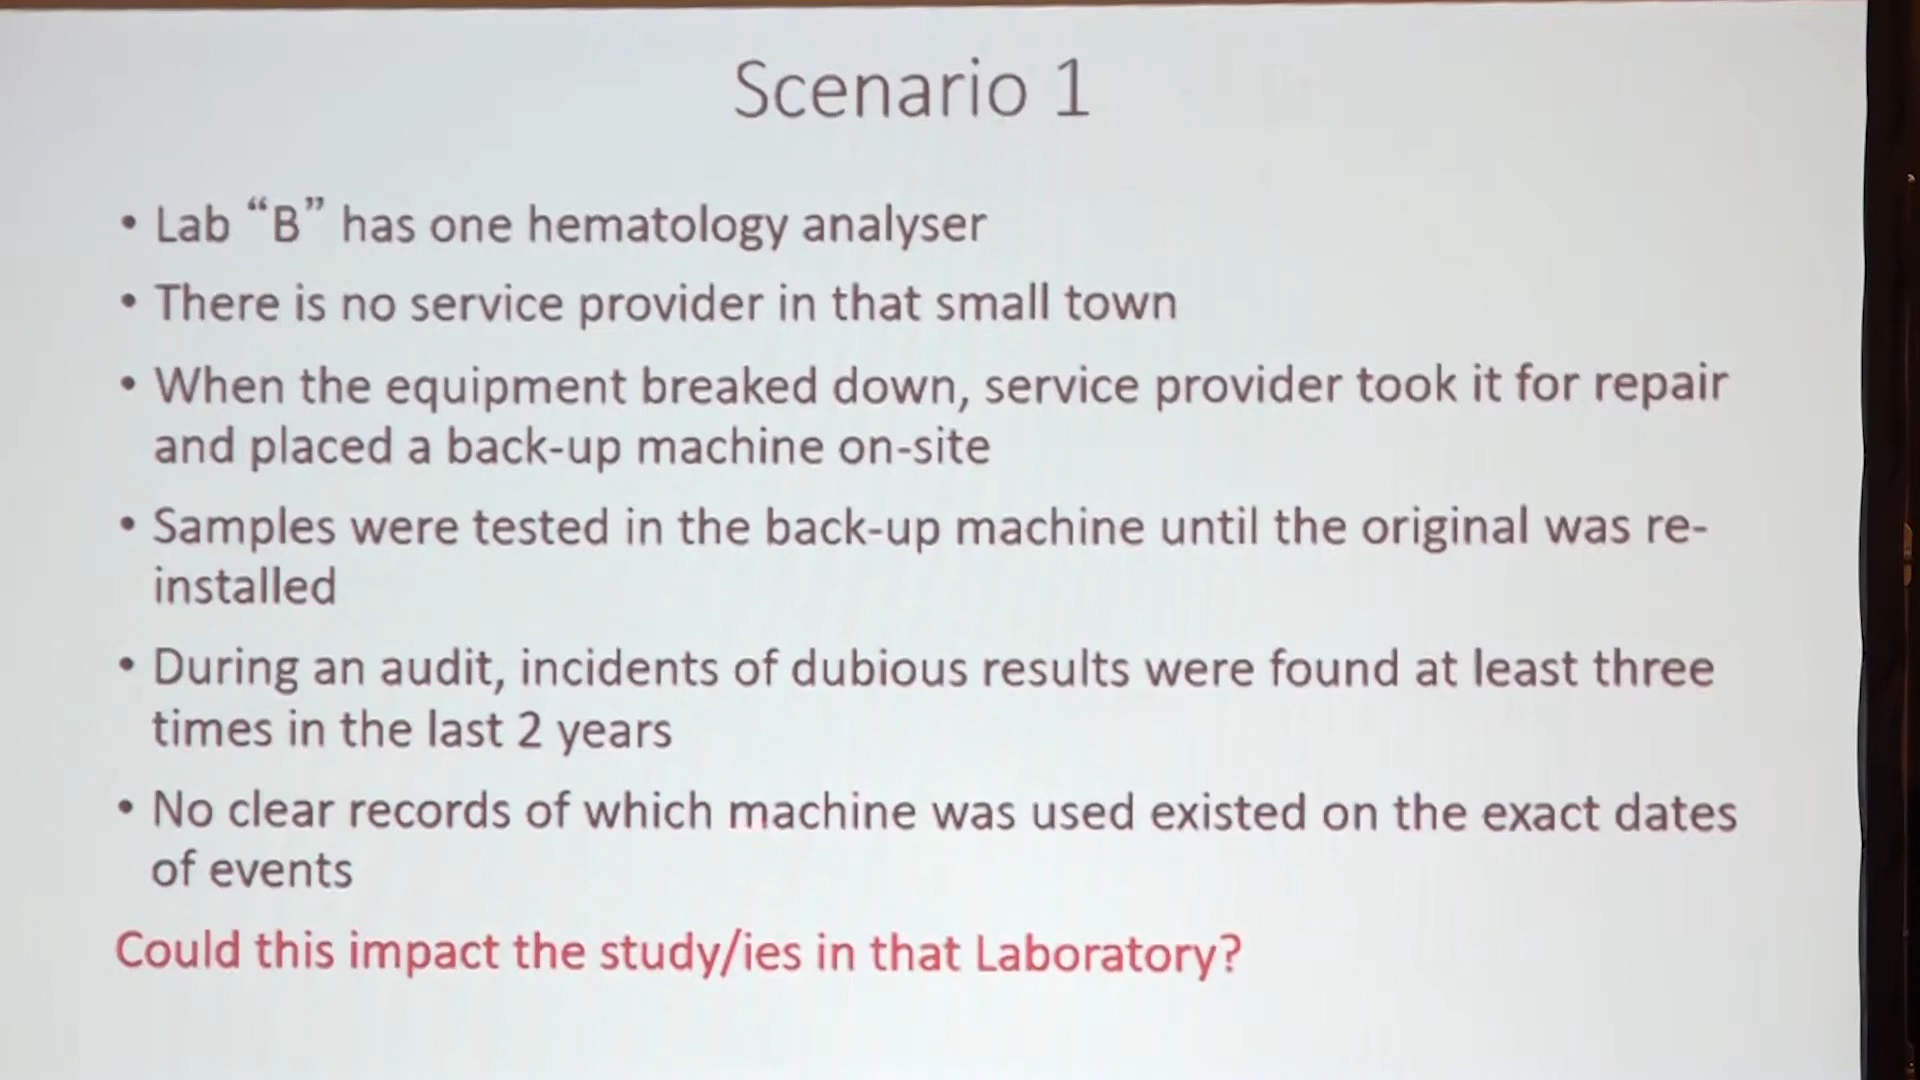 Scenario 1
• Lab “B” has one hematology analyser
• There is no service provider in that small town
• When the equipment breaked down, service provider took it for repair
and placed a back-up machine on-site
• Samples were tested in the back-up machine until the original was re-
installed
• During an audit, incidents of dubious results were found at least three
times in the last 2 years
• No clear records of which machine was used existed on the exact dates
of events
Could this impact the study/ies in that Laboratory?